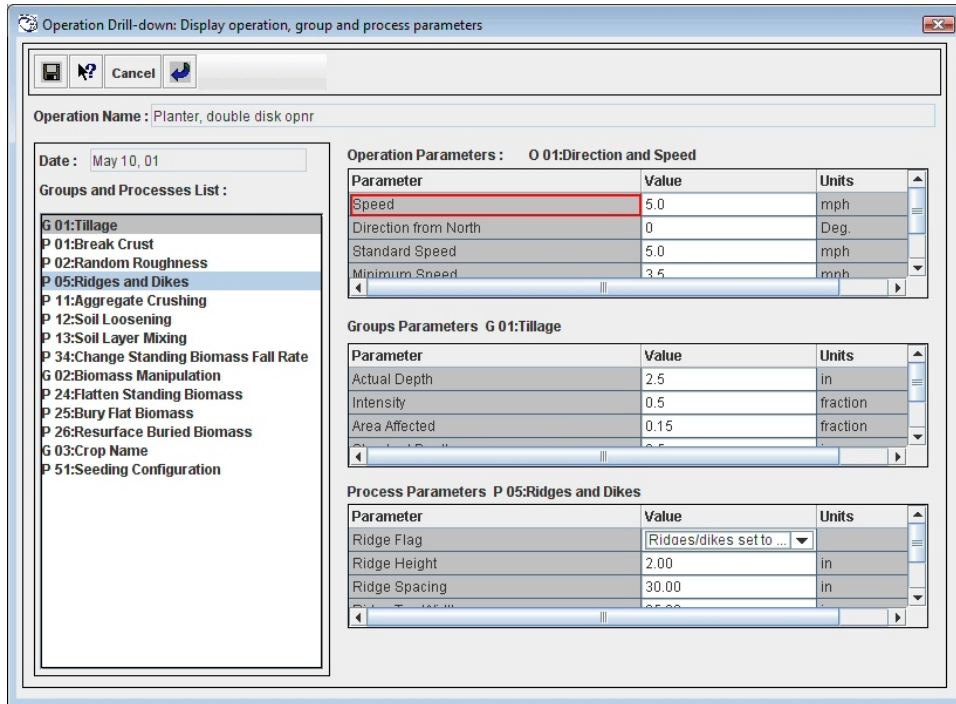 Operation Drill-down: Display operation, group and process parameters
Cancel
Operation Name : Planter, double disk opnr
Date : May 10, 01
Groups and Processes List :
G 01:Tillage
P 01:Break Crust
P 02:Random Roughness
P 05:Ridges and Dikes
P 11:Aggregate Crushing
P 12:Soil Loosening
P 13:Soil Layer Mixing
P 34:Change Standing Biomass Fall Rate
G 02:Biomass Manipulation
P 24:Flatten Standing Biomass
P 25:Bury Flat Biomass
P 26:Resurface Buried Biomass
G 03:Crop Name
P 51:Seeding Configuration
Operation Parameters : O 01:Direction and Speed
Parameter Value Units
Speed 5.0 mph
Direction from North 0 Deg.
Standard Speed 5.0 mph
Minimum Speed 3.5 mph
Groups Parameters G 01:Tillage
Parameter Value Units
Actual Depth 2.5 in
Intensity 0.5 fraction
Area Affected 0.15 fraction
Process Parameters P 05:Ridges and Dikes
Parameter Value Units
Ridge Flag Ridges/dikes set to ...
Ridge Height 2.00 in
Ridge Spacing 30.00 in